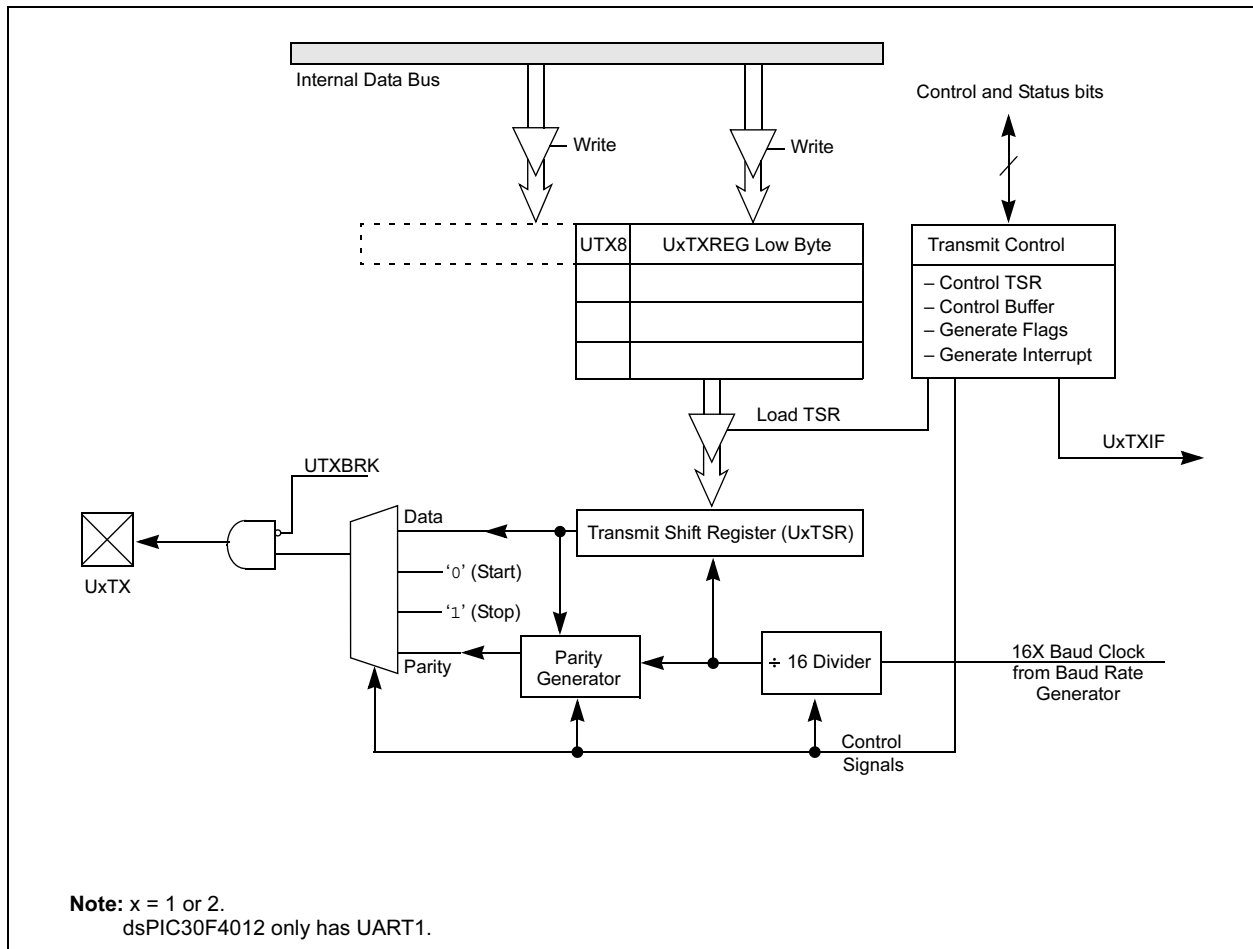 Internal Data Bus
Control and Status bits
Write
Write
UTX8
UxTXREG Low Byte
Transmit Control
– Control TSR
– Control Buffer
– Generate Flags
– Generate Interrupt
Load TSR
UxTXIF
UTXBRK
Data
Transmit Shift Register (UxTSR)
UxTX
‘0’ (Start)
‘1’ (Stop)
Parity
Parity
Generator
÷ 16 Divider
16X Baud Clock
from Baud Rate
Generator
Control
Signals
Note: x = 1 or 2.
dsPIC30F4012 only has UART1.